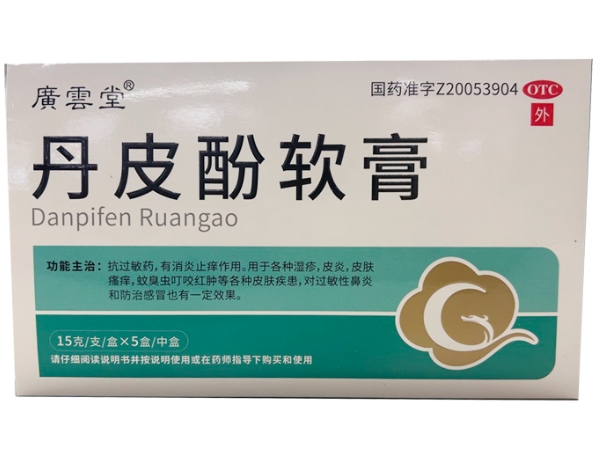 廣雲堂®
国药准字Z20053904 OTC
外
丹皮酚软膏
Danpifen Ruangao
功能主治：抗过敏药，有消炎止痒作用。用于各种湿疹，皮炎，皮肤
瘙痒，蚊臭虫叮咬红肿等各种皮肤疾患，对过敏性鼻炎
和防治感冒也有一定效果。
15克/支/盒×5盒/中盒
请仔细阅读说明书并按说明使用或在药师指导下购买和使用